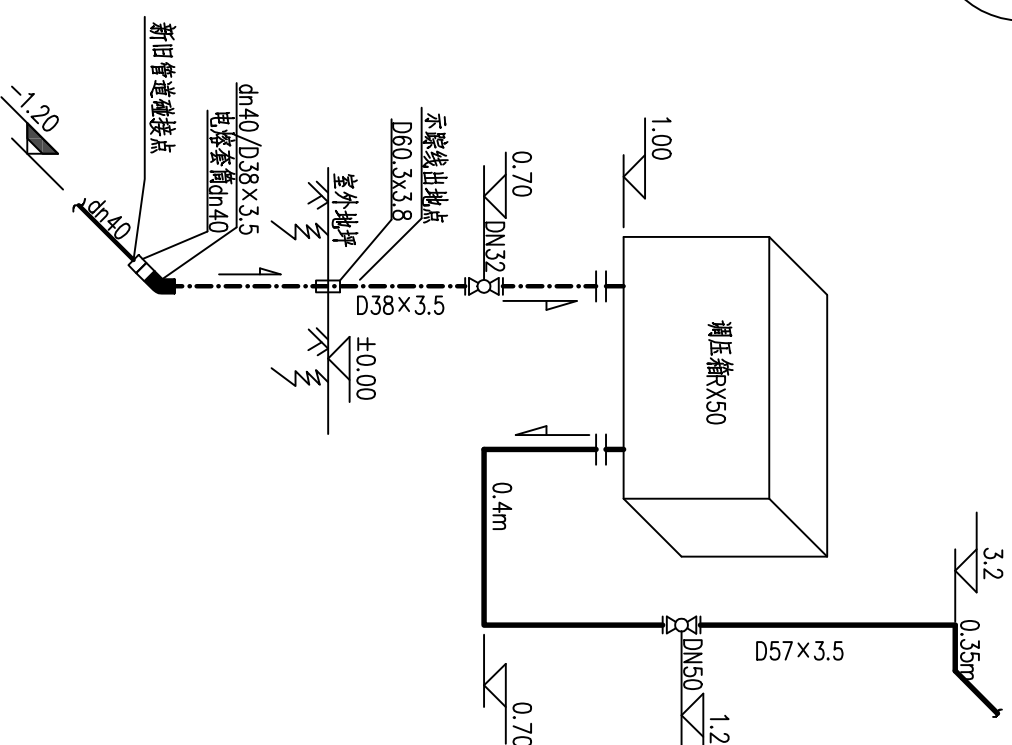 新旧管道碰接点
-1.20
dn40/D38×3.5
电熔套筒dn40
dn40
示踪线出地点
D60.3x3.8
室外地坪
±0.00
D38×3.5
0.70
DN32
1.00
调压箱RX50
0.4m
0.70
DN50
1.2
D57×3.5
3.2
0.35m